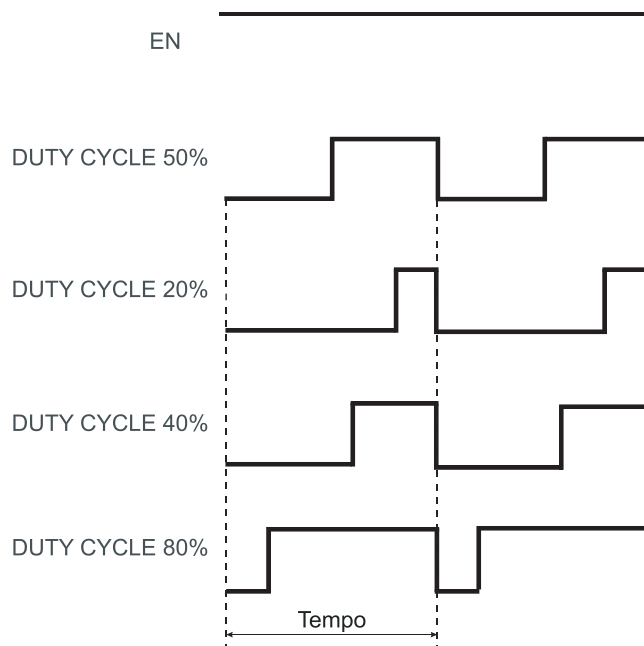 EN
DUTY CYCLE 50%
DUTY CYCLE 20%
DUTY CYCLE 40%
DUTY CYCLE 80%
Tempo